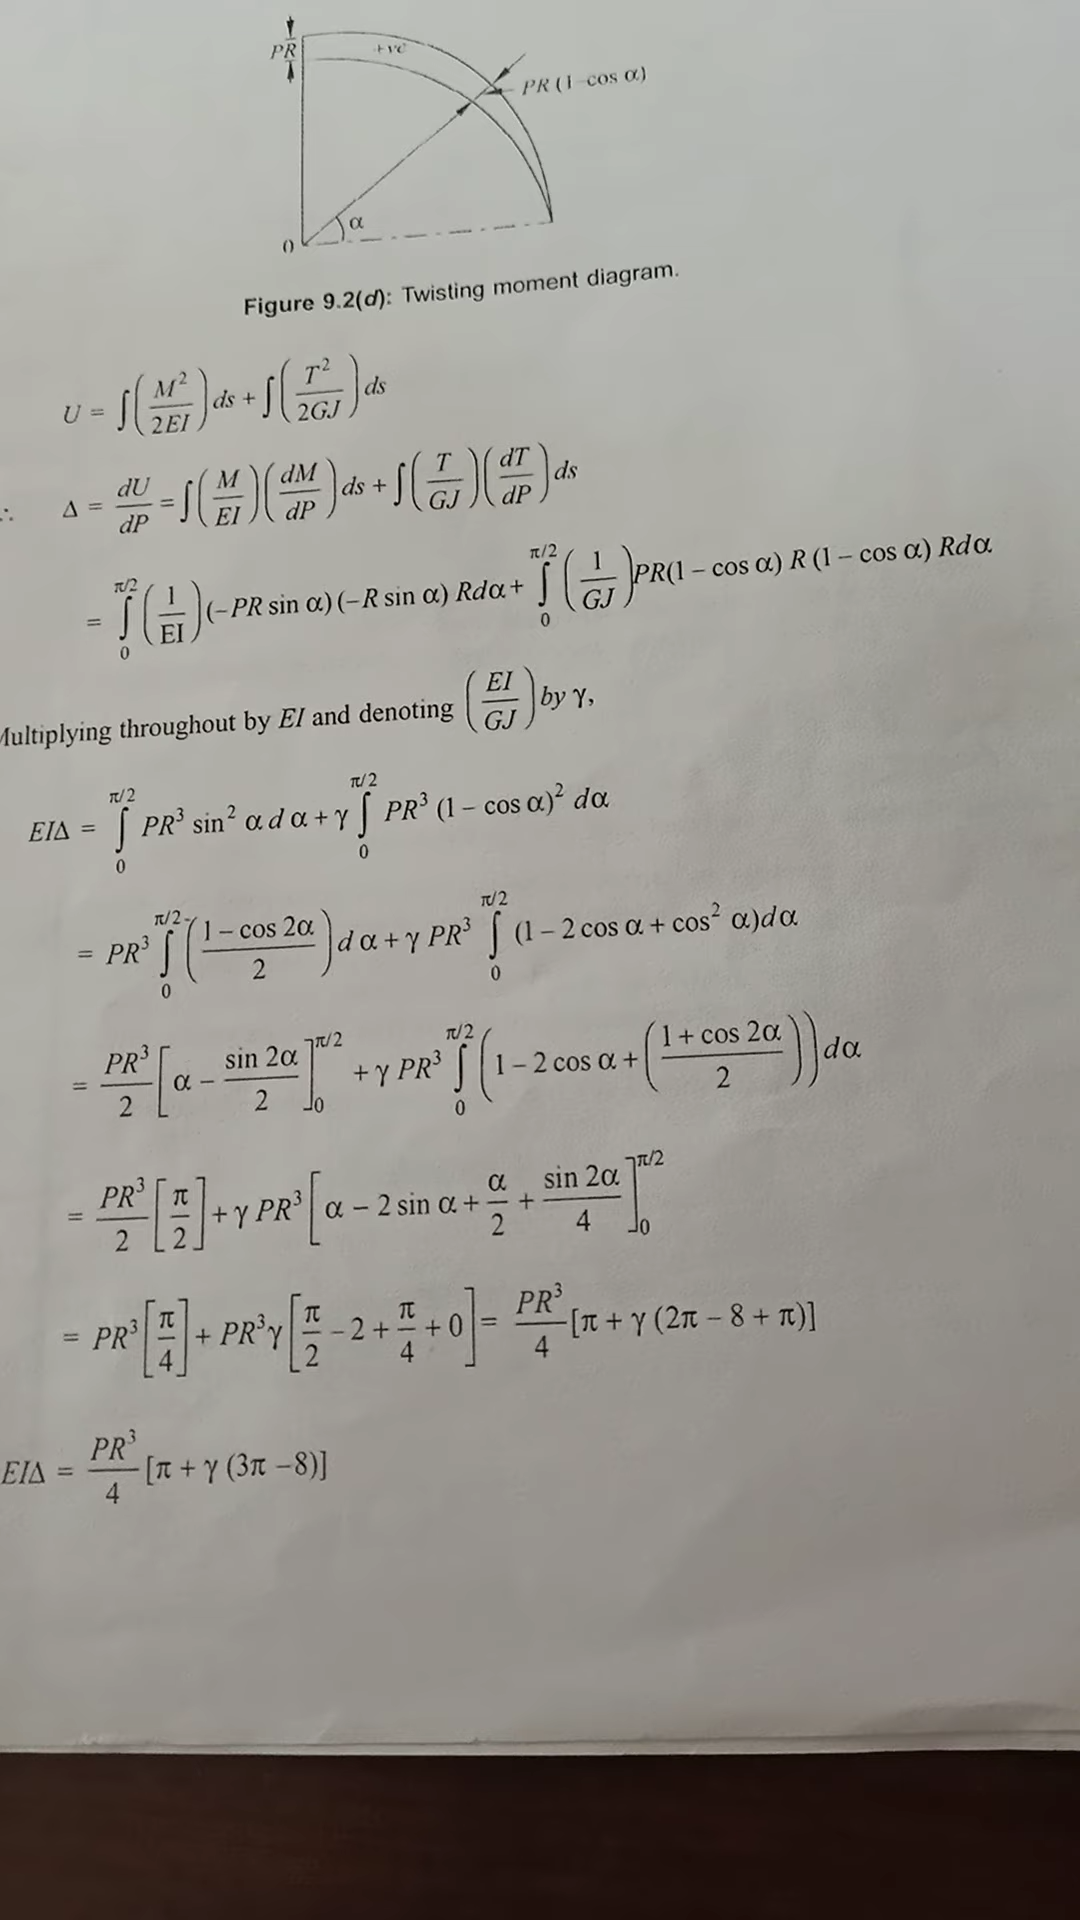 PR
+ve
PR (1–cos α)
α
0
Figure 9.2(d): Twisting moment diagram.
U = ∫(M²/2EI) ds + ∫(T²/2GJ) ds
∴ Δ = dU/dP = ∫(M/EI)(dM/dP) ds + ∫(T/GJ)(dT/dP) ds
= ∫₀^π/2 (1/EI)(–PR sin α)(–R sin α) Rdα + ∫₀^π/2 (1/GJ)PR(1 – cos α) R (1 – cos α) Rdα
Multiplying throughout by EI and denoting (EI/GJ) by γ,
EIΔ = ∫₀^π/2 PR³ sin² α d α + γ ∫₀^π/2 PR³ (1 – cos α)² dα
= PR³ ∫₀^π/2 ((1 – cos 2α)/2) d α + γ PR³ ∫₀^π/2 (1 – 2 cos α + cos² α)dα
= PR³/2 [α – sin 2α/2]₀^π/2 + γ PR³ ∫₀^π/2 (1 – 2 cos α + ((1 + cos 2α)/2)) dα
= PR³/2 [π/2] + γ PR³ [α – 2 sin α + α/2 + sin 2α/4]₀^π/2
= PR³[π/4] + PR³γ [π/2 – 2 + π/4 + 0] = PR³/4 [π + γ (2π – 8 + π)]
EIΔ = PR³/4 [π + γ (3π –8)]